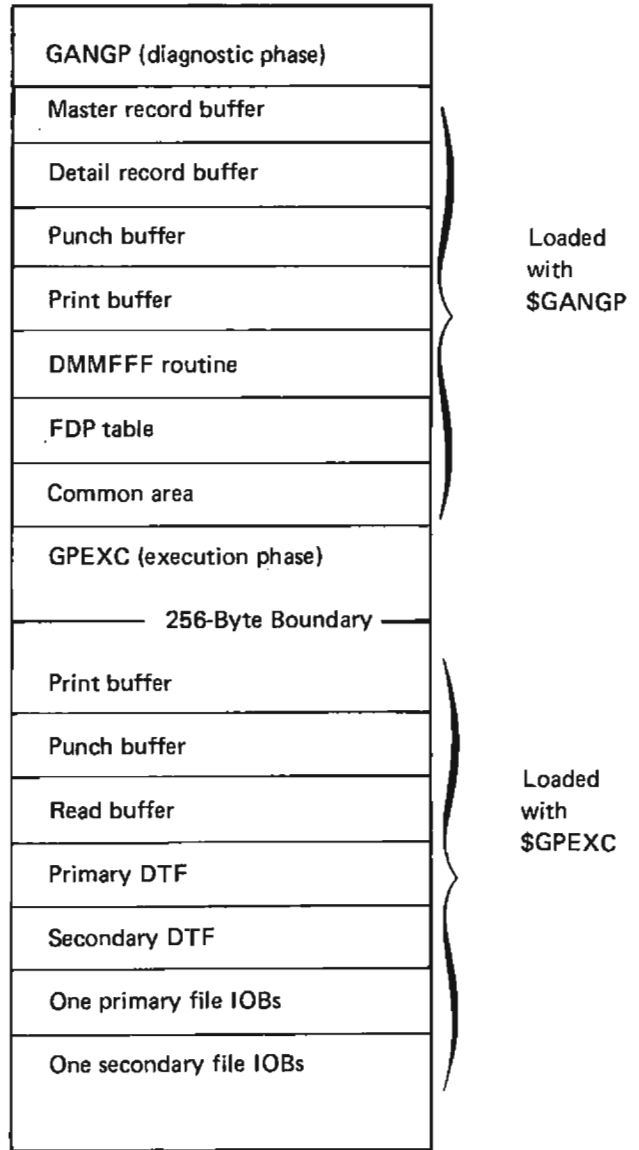 GANGP (diagnostic phase)
Master record buffer
Detail record buffer
Punch buffer
Print buffer
DMMFFF routine
FDP table
Common area
Loaded
with
$GANGP
GPEXC (execution phase)
256-Byte Boundary
Print buffer
Punch buffer
Read buffer
Primary DTF
Secondary DTF
One primary file IOBs
One secondary file IOBs
Loaded
with
$GPEXC